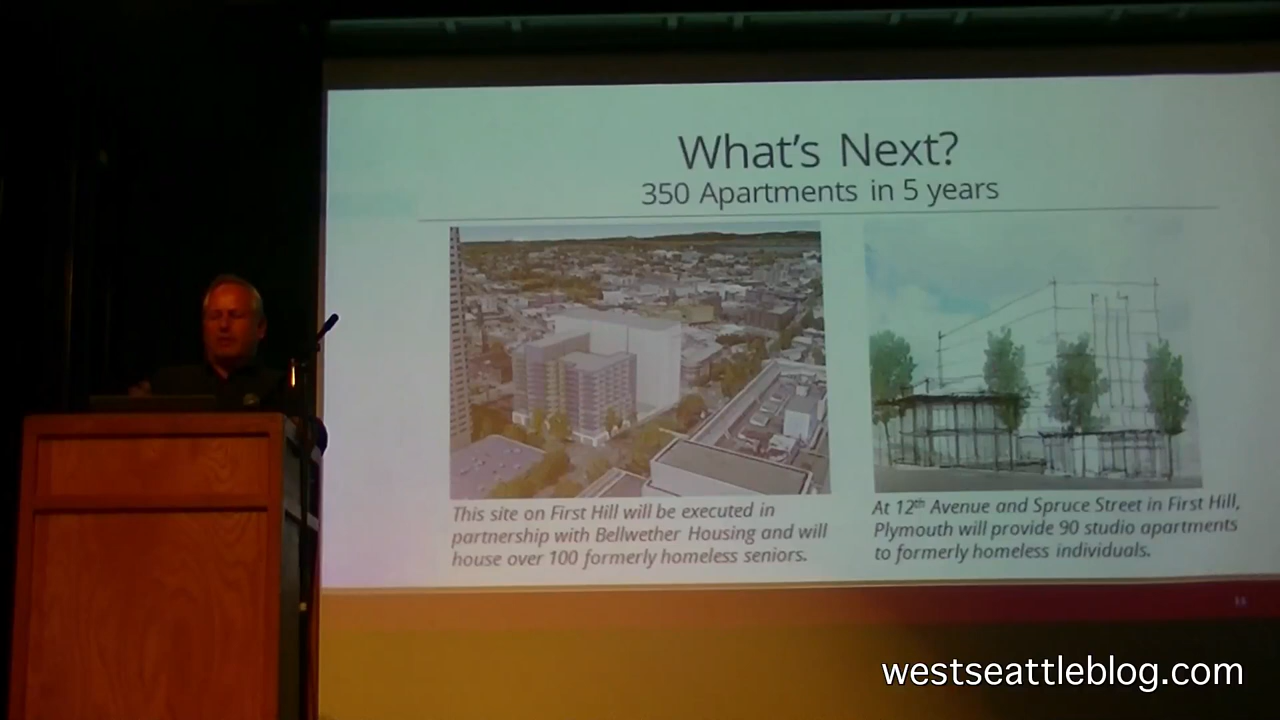 What's Next?
350 Apartments in 5 years
This site on First Hill will be executed in
partnership with Bellwether Housing and will
house over 100 formerly homeless seniors.
At 12th Avenue and Spruce Street in First Hill,
Plymouth will provide 90 studio apartments
to formerly homeless individuals.
westseattleblog.com